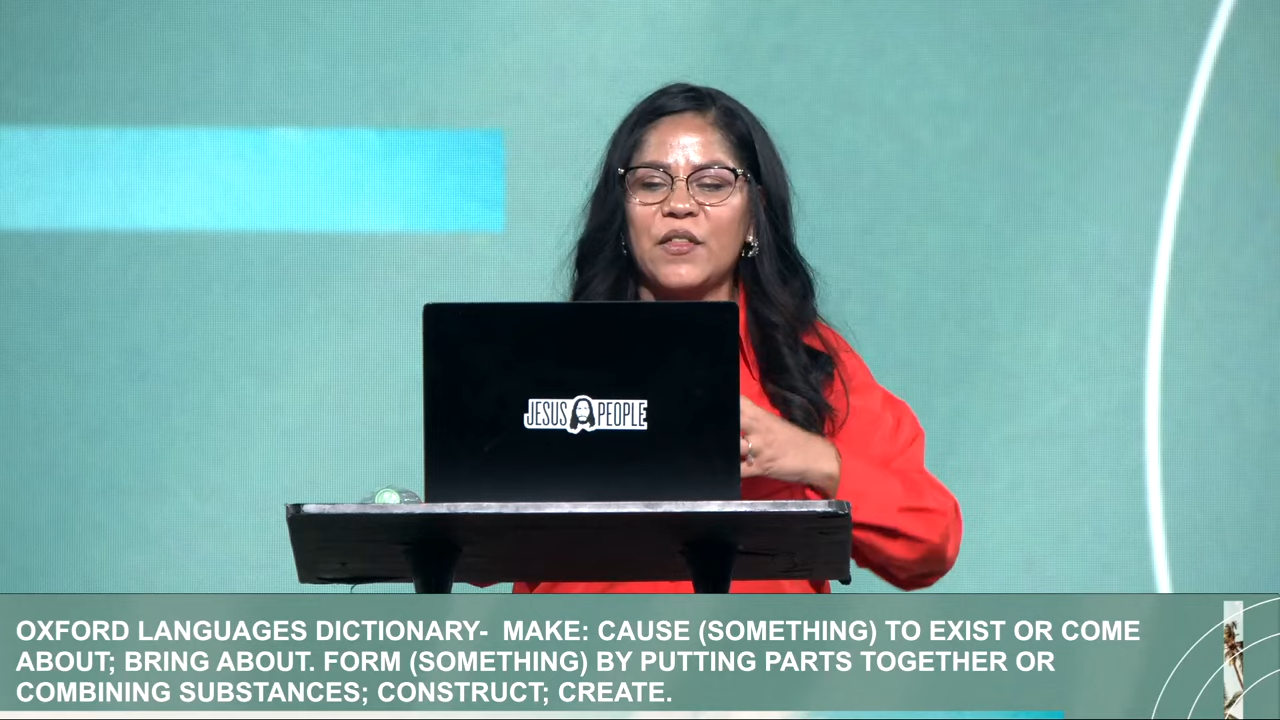 JESUS PEOPLE
OXFORD LANGUAGES DICTIONARY-  MAKE: CAUSE (SOMETHING) TO EXIST OR COME
ABOUT; BRING ABOUT. FORM (SOMETHING) BY PUTTING PARTS TOGETHER OR
COMBINING SUBSTANCES; CONSTRUCT; CREATE.